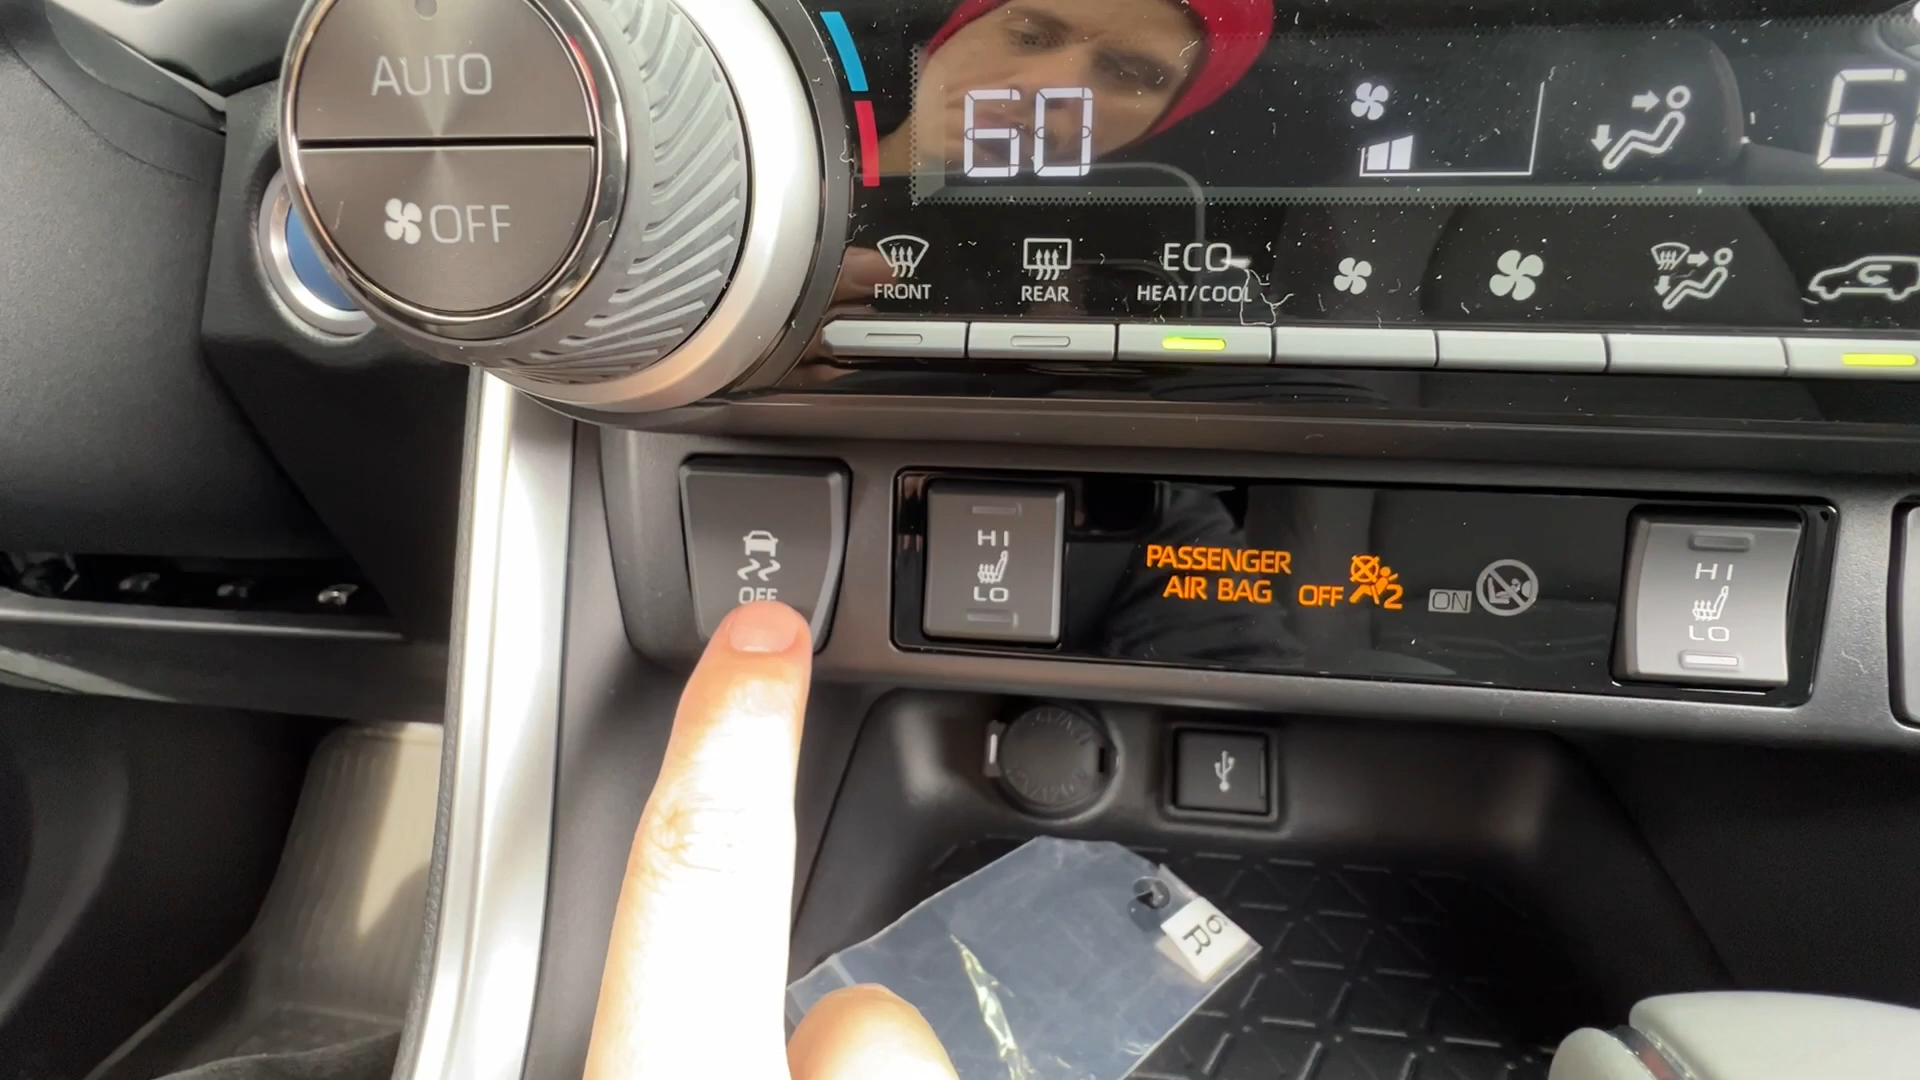 AUTO
OFF
60
FRONT
REAR
ECO
HEAT/COOL
OFF
HI
LO
PASSENGER
AIR BAG OFF 2 ON
HI
LO
6R